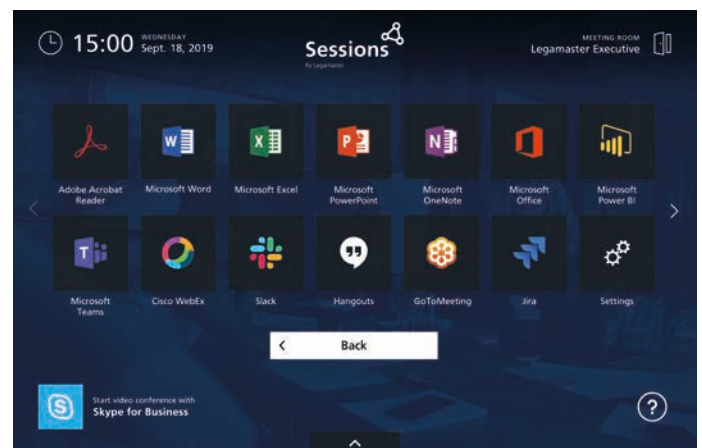 15:00
WEDNESDAY
Sept. 18, 2019
Sessions
By Legamaster
MEETING ROOM
Legamaster Executive
Adobe Acrobat
Reader
Microsoft Word
Microsoft Excel
Microsoft
PowerPoint
Microsoft
OneNote
Microsoft
Office
Microsoft
Power BI
Microsoft
Teams
Cisco WebEx
Slack
Hangouts
GoToMeeting
Jira
Settings
Back
Start video conference with
Skype for Business
?